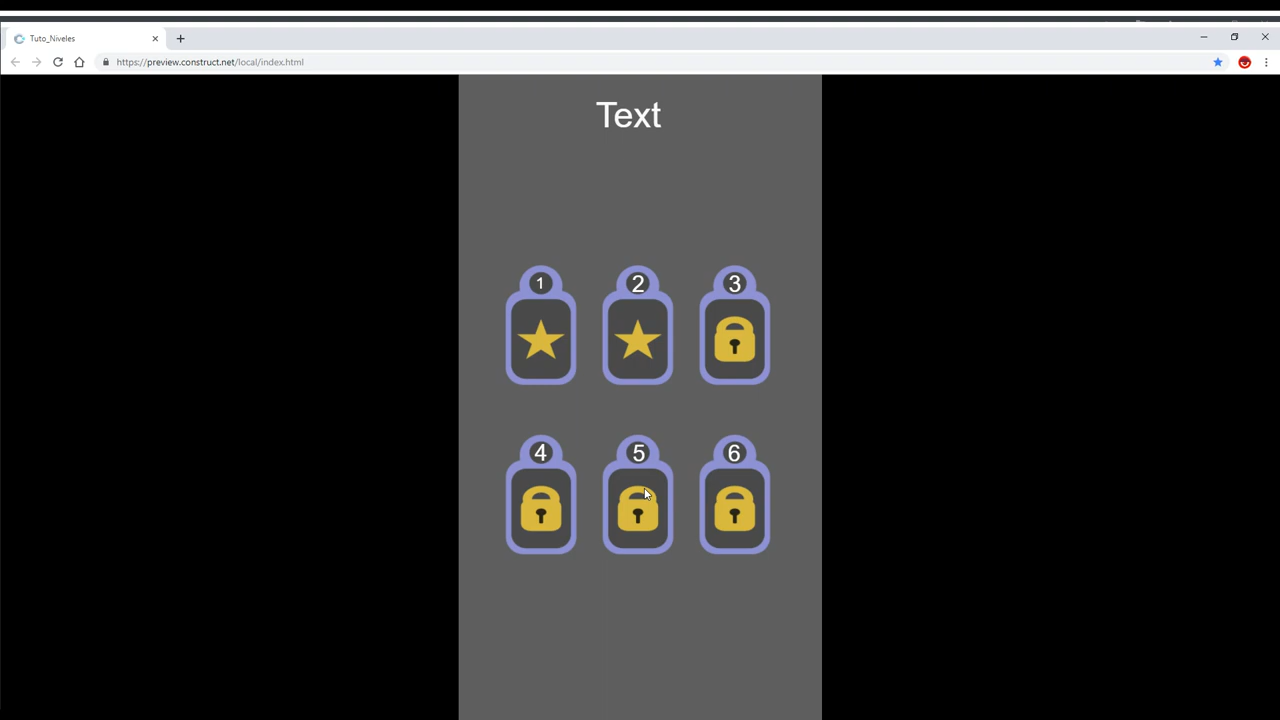 Tuto_Niveles
https://preview.construct.net/local/index.html
Text
1 2 3
4 5 6